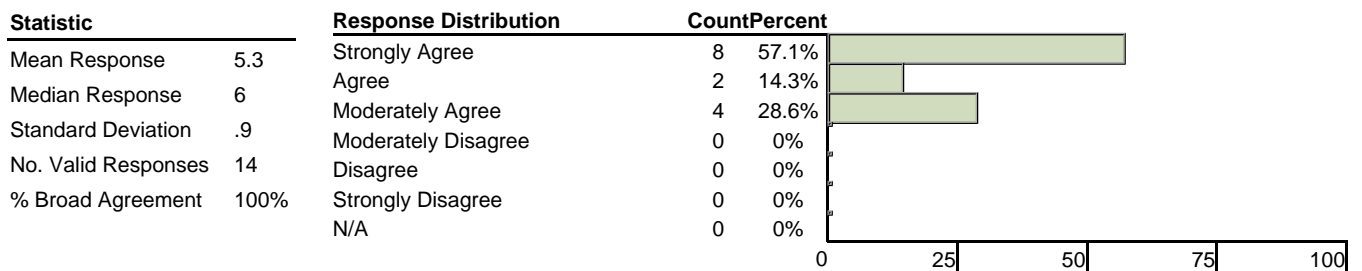 Statistic
Mean Response 5.3
Median Response 6
Standard Deviation .9
No. Valid Responses 14
% Broad Agreement 100%
Response Distribution CountPercent
Strongly Agree 8 57.1%
Agree 2 14.3%
Moderately Agree 4 28.6%
Moderately Disagree 0 0%
Disagree 0 0%
Strongly Disagree 0 0%
N/A 0 0%
0 25 50 75 100